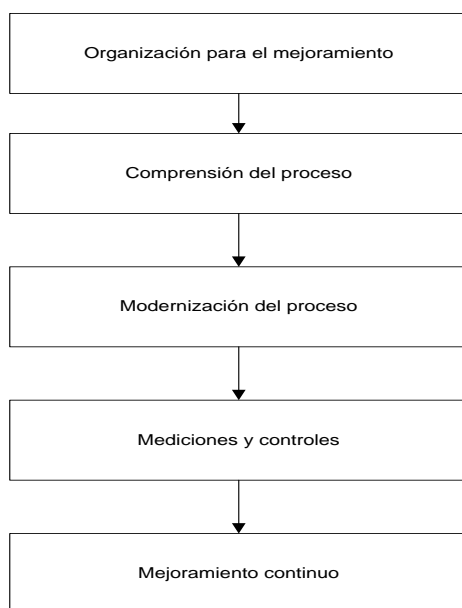 Organización para el mejoramiento
Comprensión del proceso
Modernización del proceso
Mediciones y controles
Mejoramiento continuo